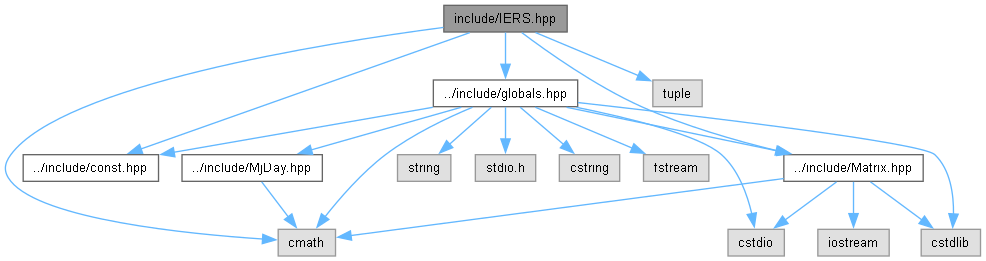 include/IERS.hpp
../include/globals.hpp
tuple
../include/const.hpp
../include/MjDay.hpp
string
stdio.h
cstring
fstream
../include/Matrix.hpp
cmath
cstdio
iostream
cstdlib